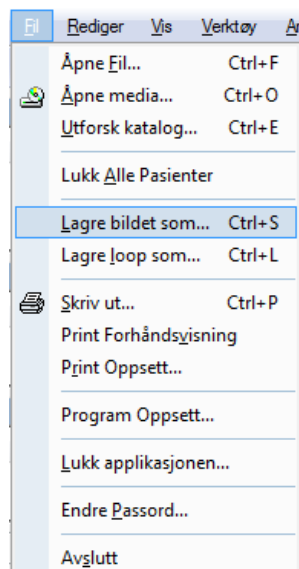 Fil Rediger Vis Verktøy
Åpne Fil... Ctrl+F
Åpne media... Ctrl+O
Utforsk katalog... Ctrl+E
Lukk Alle Pasienter
Lagre bildet som... Ctrl+S
Lagre loop som... Ctrl+L
Skriv ut... Ctrl+P
Print Forhåndsvisning
Print Oppsett...
Program Oppsett...
Lukk applikasjonen...
Endre Passord...
Avslutt